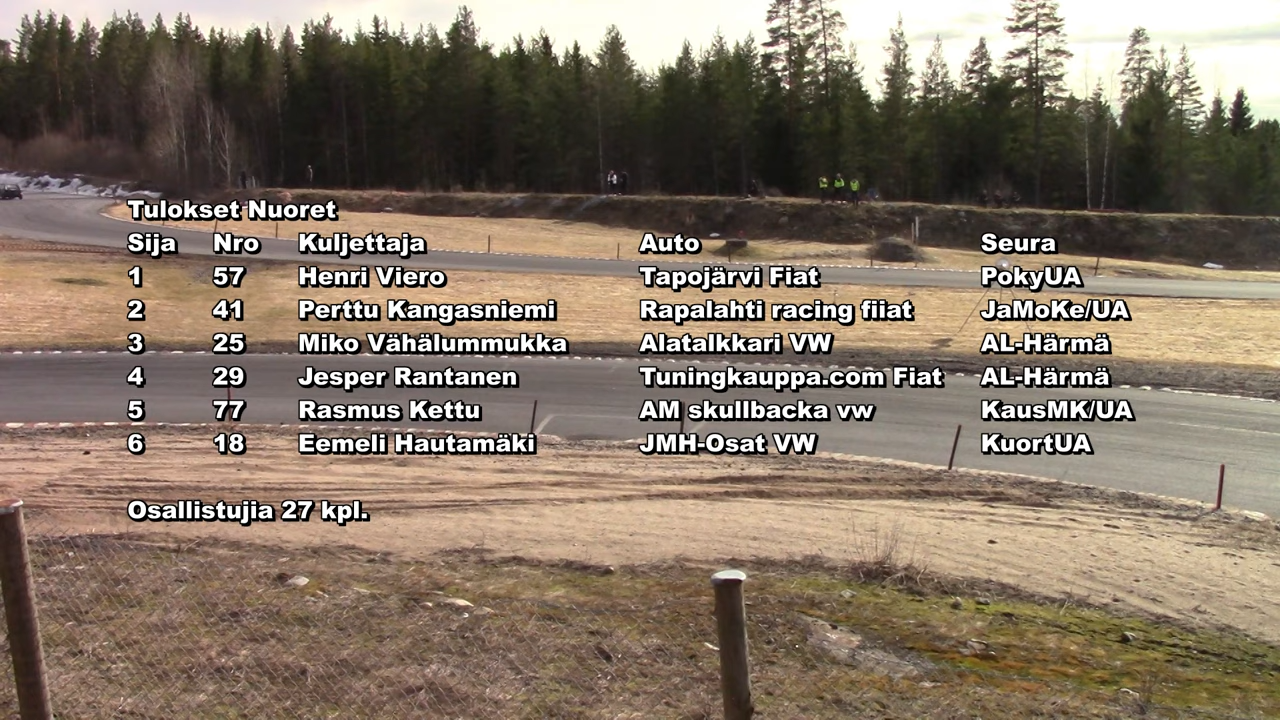 Tulokset Nuoret
Sija Nro Kuljettaja Auto Seura
1 57 Henri Viero Tapojärvi Fiat PokyUA
2 41 Perttu Kangasniemi Rapalahti racing fiiat JaMoKe/UA
3 25 Miko Vähälummukka Alatalkkari VW AL-Härmä
4 29 Jesper Rantanen Tuningkauppa.com Fiat AL-Härmä
5 77 Rasmus Kettu AM skullbacka vw KausMK/UA
6 18 Eemeli Hautamäki JMH-Osat VW KuortUA
Osallistujia 27 kpl.